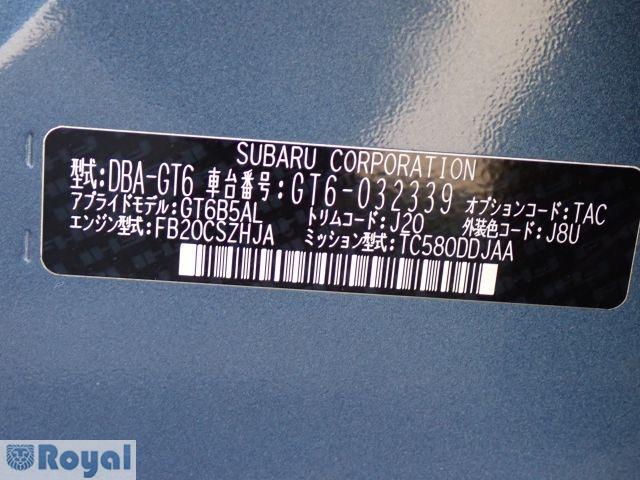 SUBARU CORPORATION
型式:DBA-GT6 車台番号:GT6-032339 オプションコード:TAC
アプライドモデル:GT6B5AL トリムコード:J20 外装色コード:J8U
エンジン型式:FB20CSZHJA ミッション型式:TC580DDJAA
Royal